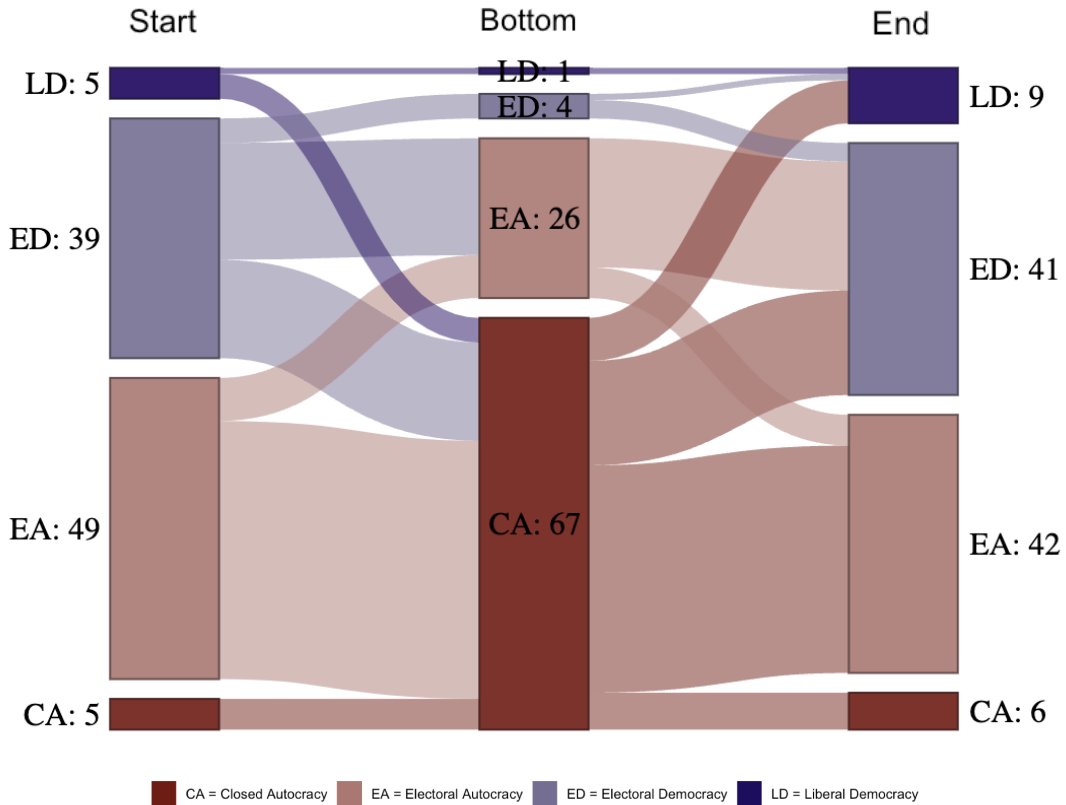 Start
Bottom
End
LD: 5
LD: 1
LD: 9
ED: 4
ED: 39
EA: 26
ED: 41
EA: 49
CA: 67
EA: 42
CA: 5
CA: 6
CA = Closed Autocracy
EA = Electoral Autocracy
ED = Electoral Democracy
LD = Liberal Democracy